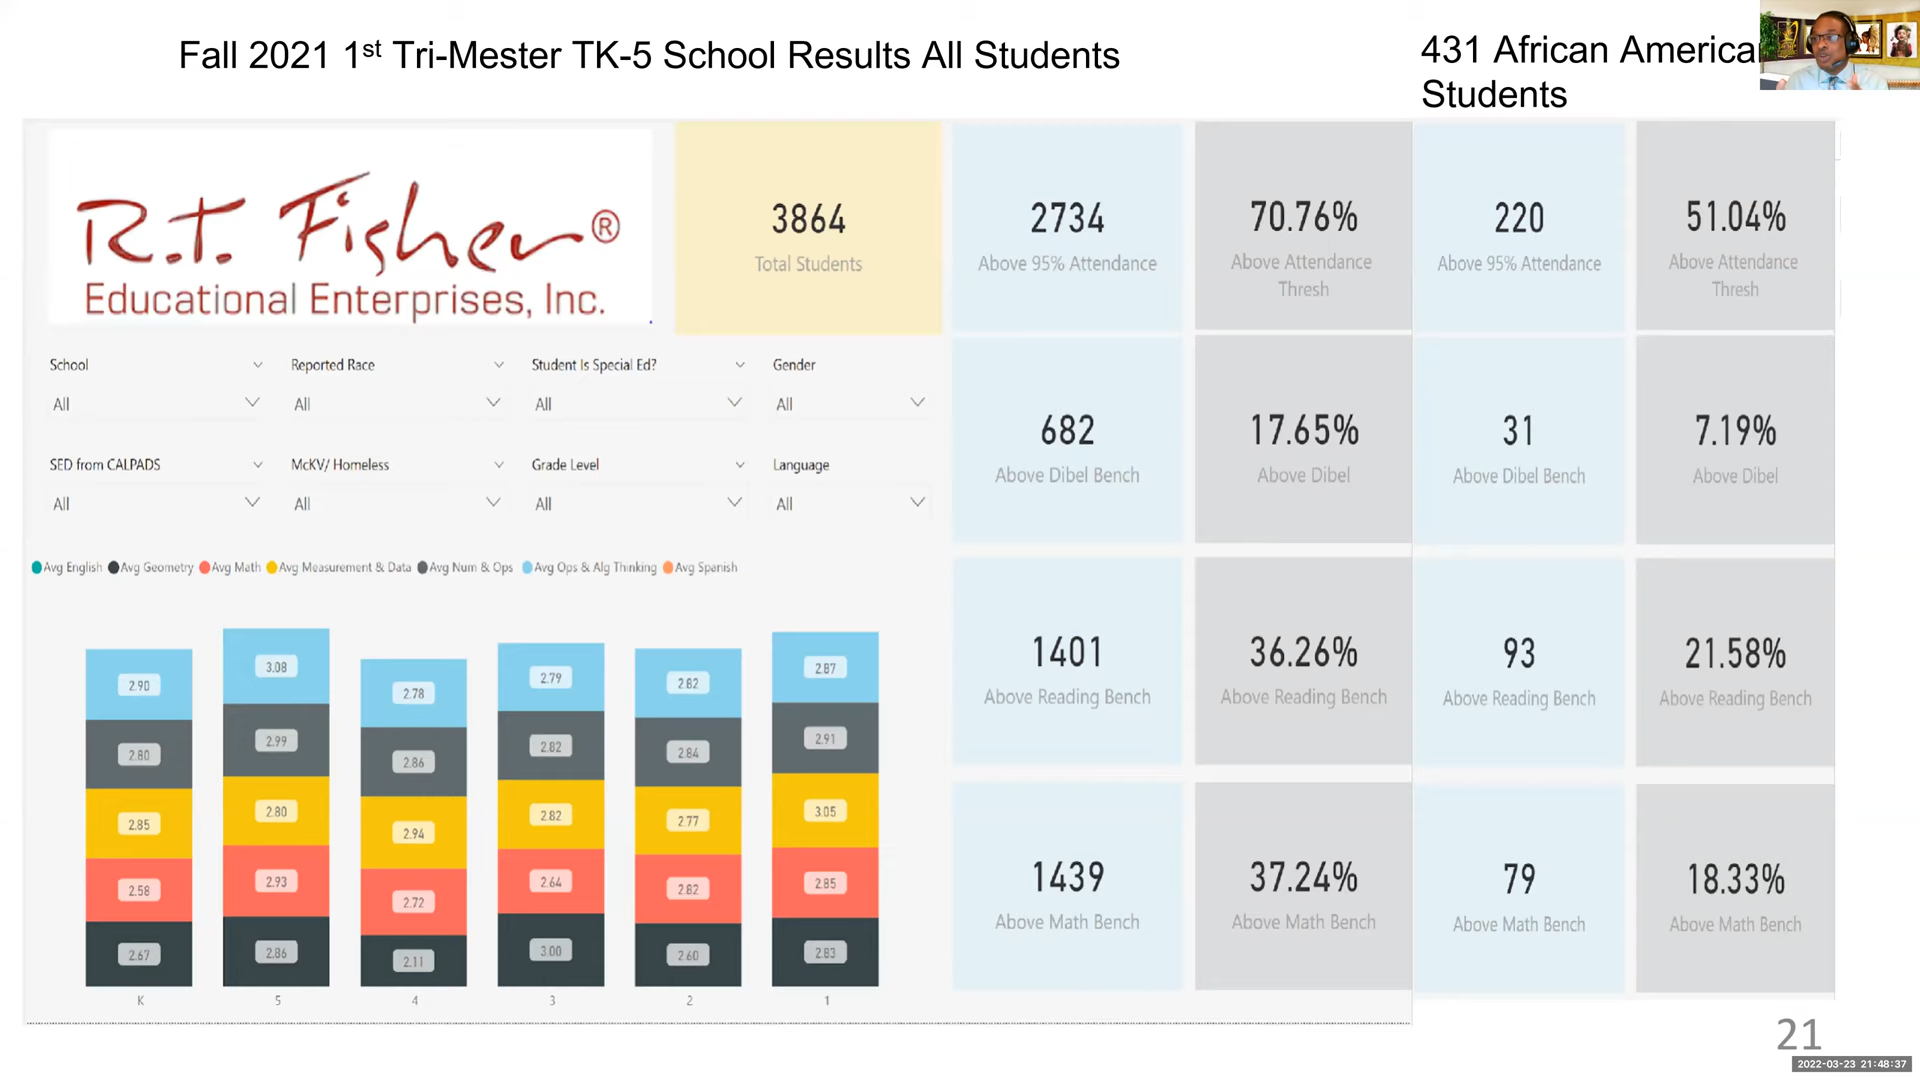 Fall 2021 1st Tri-Mester TK-5 School Results All Students
431 African America
Students
R.T. Fisher®
Educational Enterprises, Inc.
3864
Total Students
2734
Above 95% Attendance
70.76%
Above Attendance
Thresh
220
Above 95% Attendance
51.04%
Above Attendance
Thresh
School
All
Reported Race
All
Student Is Special Ed?
All
Gender
All
SED from CALPADS
All
McKV/ Homeless
All
Grade Level
All
Language
All
682
Above Dibel Bench
17.65%
Above Dibel
31
Above Dibel Bench
7.19%
Above Dibel
Avg English Avg Geometry Avg Math Avg Measurement & Data Avg Num & Ops Avg Ops & Alg Thinking Avg Spanish
2.90
2.80
2.85
2.58
2.67
K
3.08
2.99
2.80
2.93
2.86
5
2.78
2.86
2.94
2.72
2.11
4
2.79
2.82
2.82
2.64
3.00
3
2.82
2.84
2.77
2.82
2.60
2
2.87
2.91
3.05
2.85
2.83
1
1401
Above Reading Bench
36.26%
Above Reading Bench
93
Above Reading Bench
21.58%
Above Reading Bench
1439
Above Math Bench
37.24%
Above Math Bench
79
Above Math Bench
18.33%
Above Math Bench
21
2022-03-23 21:48:37